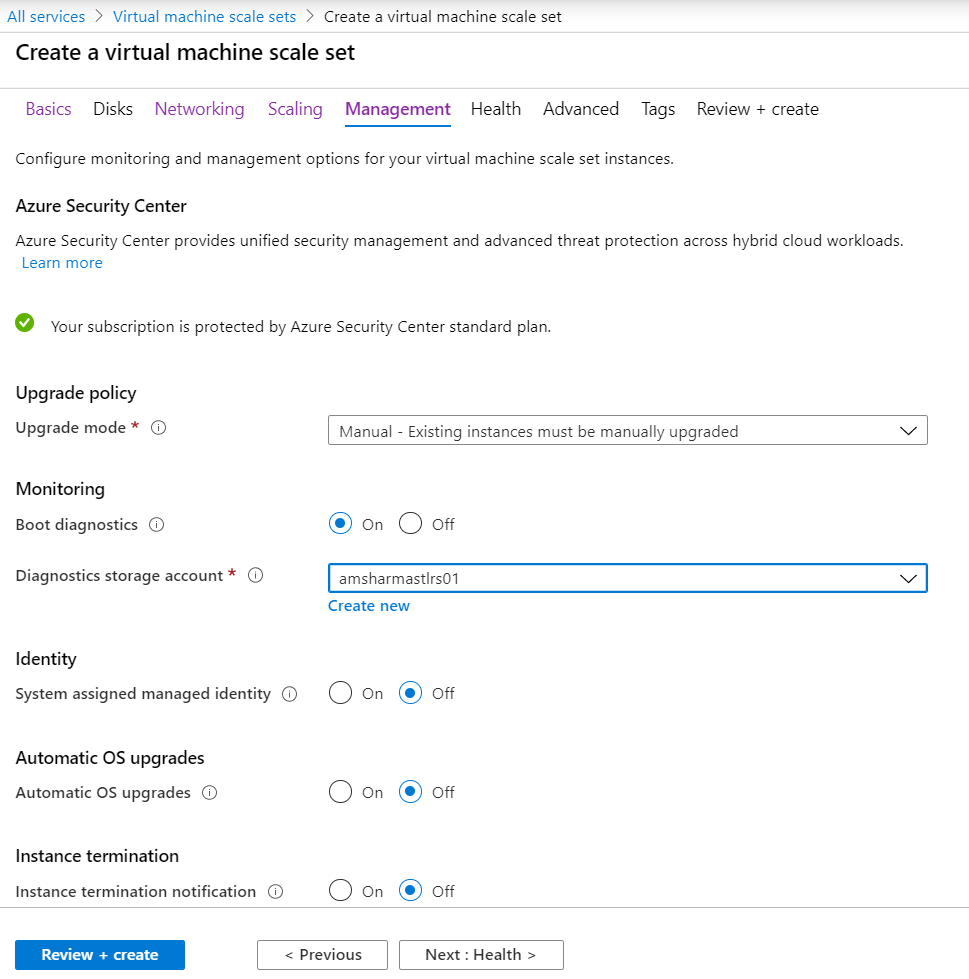 All services > Virtual machine scale sets > Create a virtual machine scale set
Create a virtual machine scale set
Basics Disks Networking Scaling Management Health Advanced Tags Review + create
Configure monitoring and management options for your virtual machine scale set instances.
Azure Security Center
Azure Security Center provides unified security management and advanced threat protection across hybrid cloud workloads.
Learn more
Your subscription is protected by Azure Security Center standard plan.
Upgrade policy
Upgrade mode * Manual - Existing instances must be manually upgraded
Monitoring
Boot diagnostics On Off
Diagnostics storage account * amsharmastlrs01
Create new
Identity
System assigned managed identity On Off
Automatic OS upgrades
Automatic OS upgrades On Off
Instance termination
Instance termination notification On Off
Review + create < Previous Next : Health >